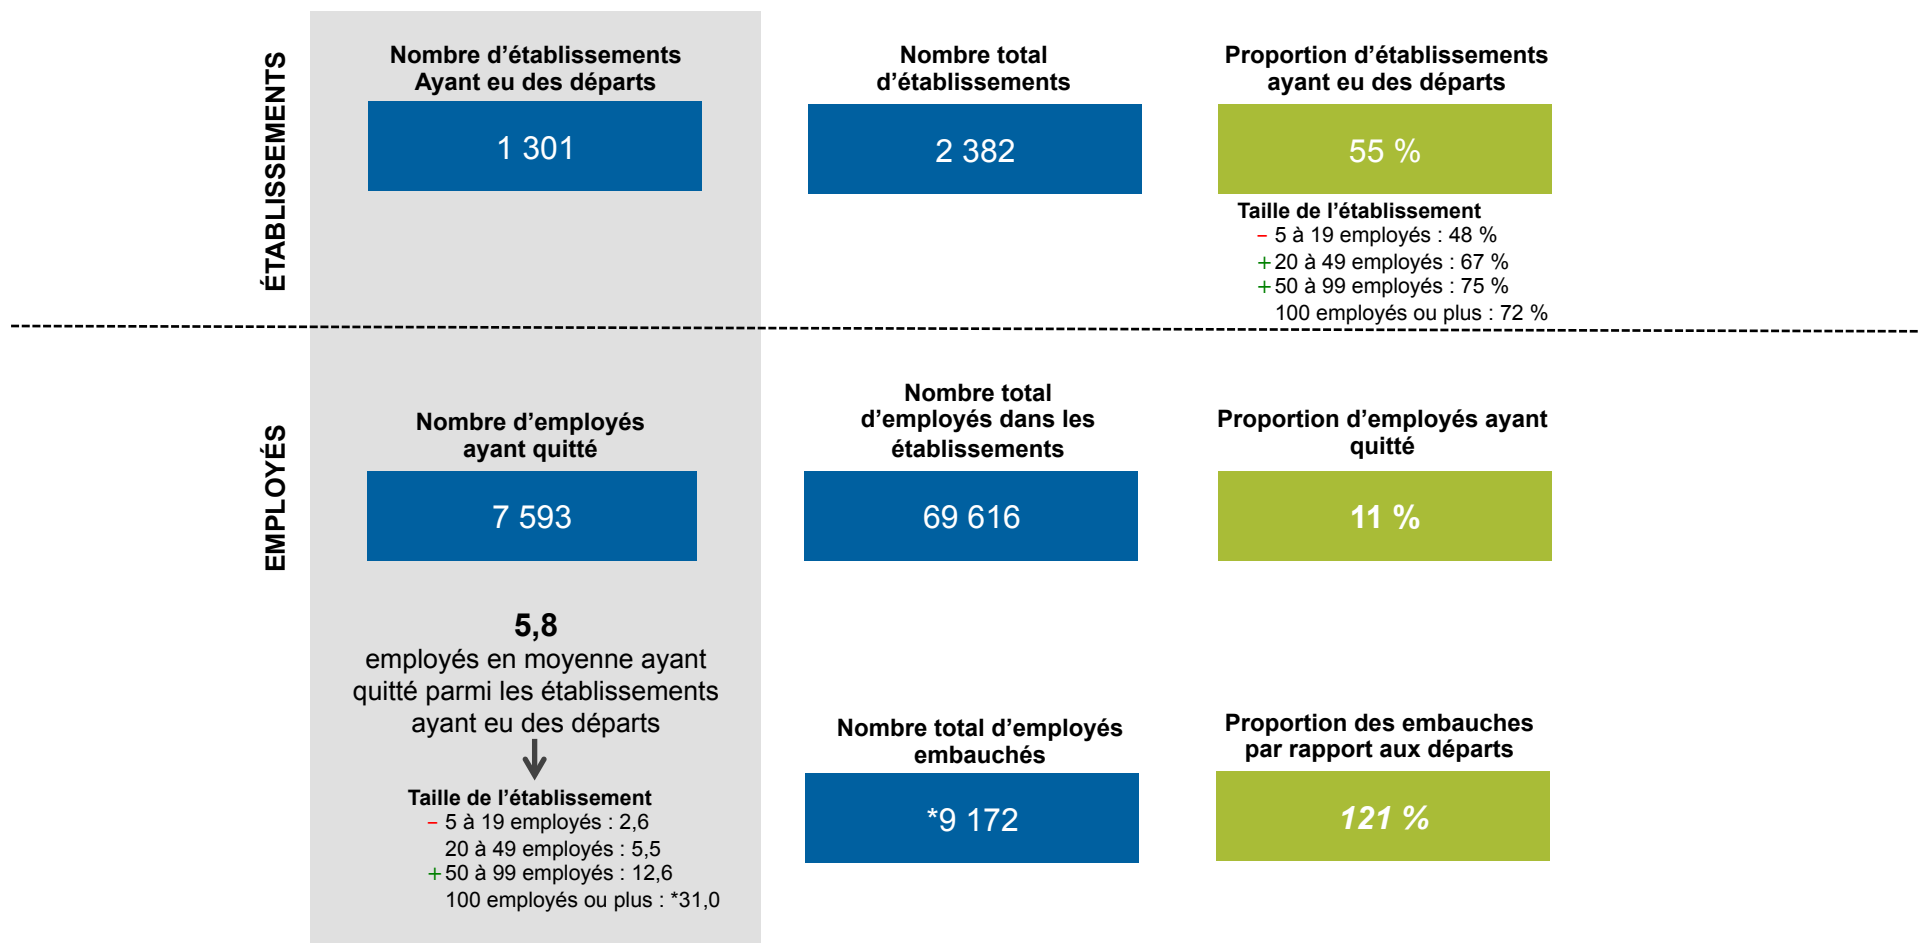 ÉTABLISSEMENTS
Nombre d’établissements
Ayant eu des départs
1 301
Nombre total
d’établissements
2 382
Proportion d’établissements
ayant eu des départs
55 %
Taille de l’établissement
– 5 à 19 employés : 48 %
+ 20 à 49 employés : 67 %
+ 50 à 99 employés : 75 %
100 employés ou plus : 72 %
EMPLOYÉS
Nombre d’employés
ayant quitté
7 593
Nombre total
d’employés dans les
établissements
69 616
Proportion d’employés ayant
quitté
11 %
5,8
employés en moyenne ayant
quitté parmi les établissements
ayant eu des départs
Taille de l’établissement
– 5 à 19 employés : 2,6
20 à 49 employés : 5,5
+ 50 à 99 employés : 12,6
100 employés ou plus : *31,0
Nombre total d’employés
embauchés
*9 172
Proportion des embauches
par rapport aux départs
121 %